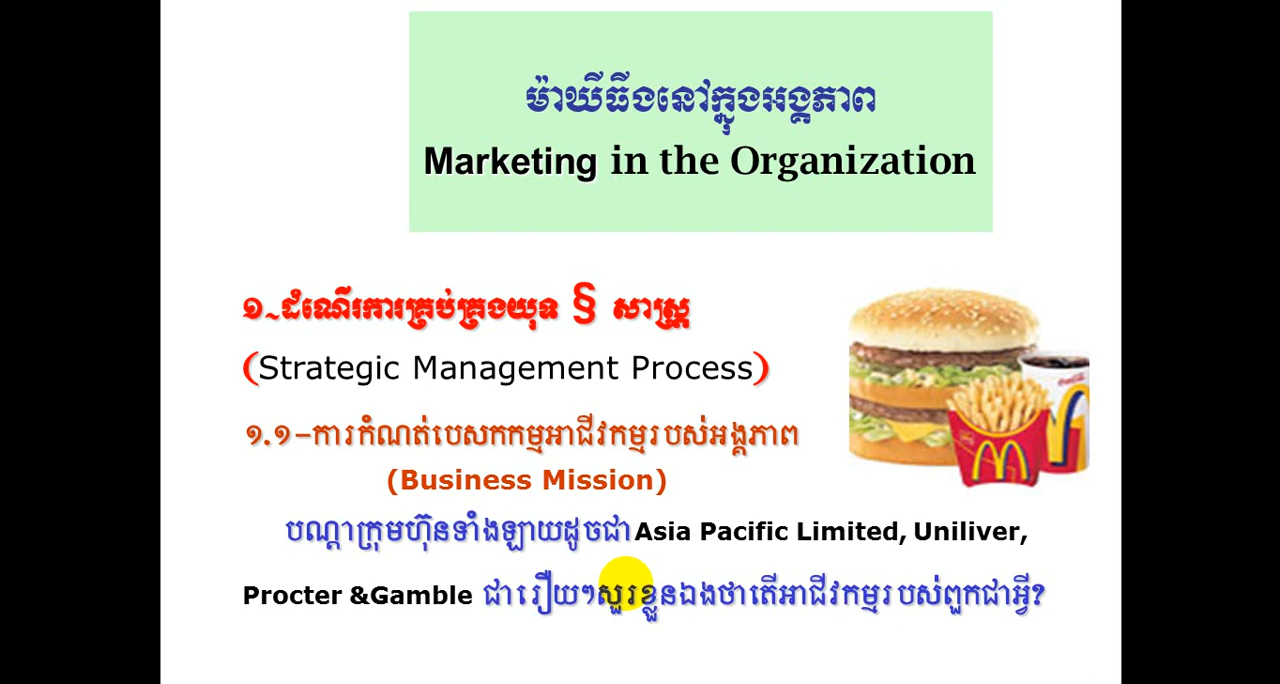 ម៉ាឃីធីងនៅក្នុងអង្គភាព
Marketing in the Organization
១~ដំណើរការគ្រប់គ្រងយុទ § សាស្ត្រ
(Strategic Management Process)
១.១-ការកំណត់បេសកកម្មអាជីវកម្មរបស់អង្គភាព
(Business Mission)
បណ្តាក្រុមហ៊ុនទាំងឡាយដូចជា Asia Pacific Limited, Uniliver,
Procter &Gamble ជារឿយៗសួរខ្លួនឯងថាតើអាជីវកម្មរបស់ពួកជាអ្វី?